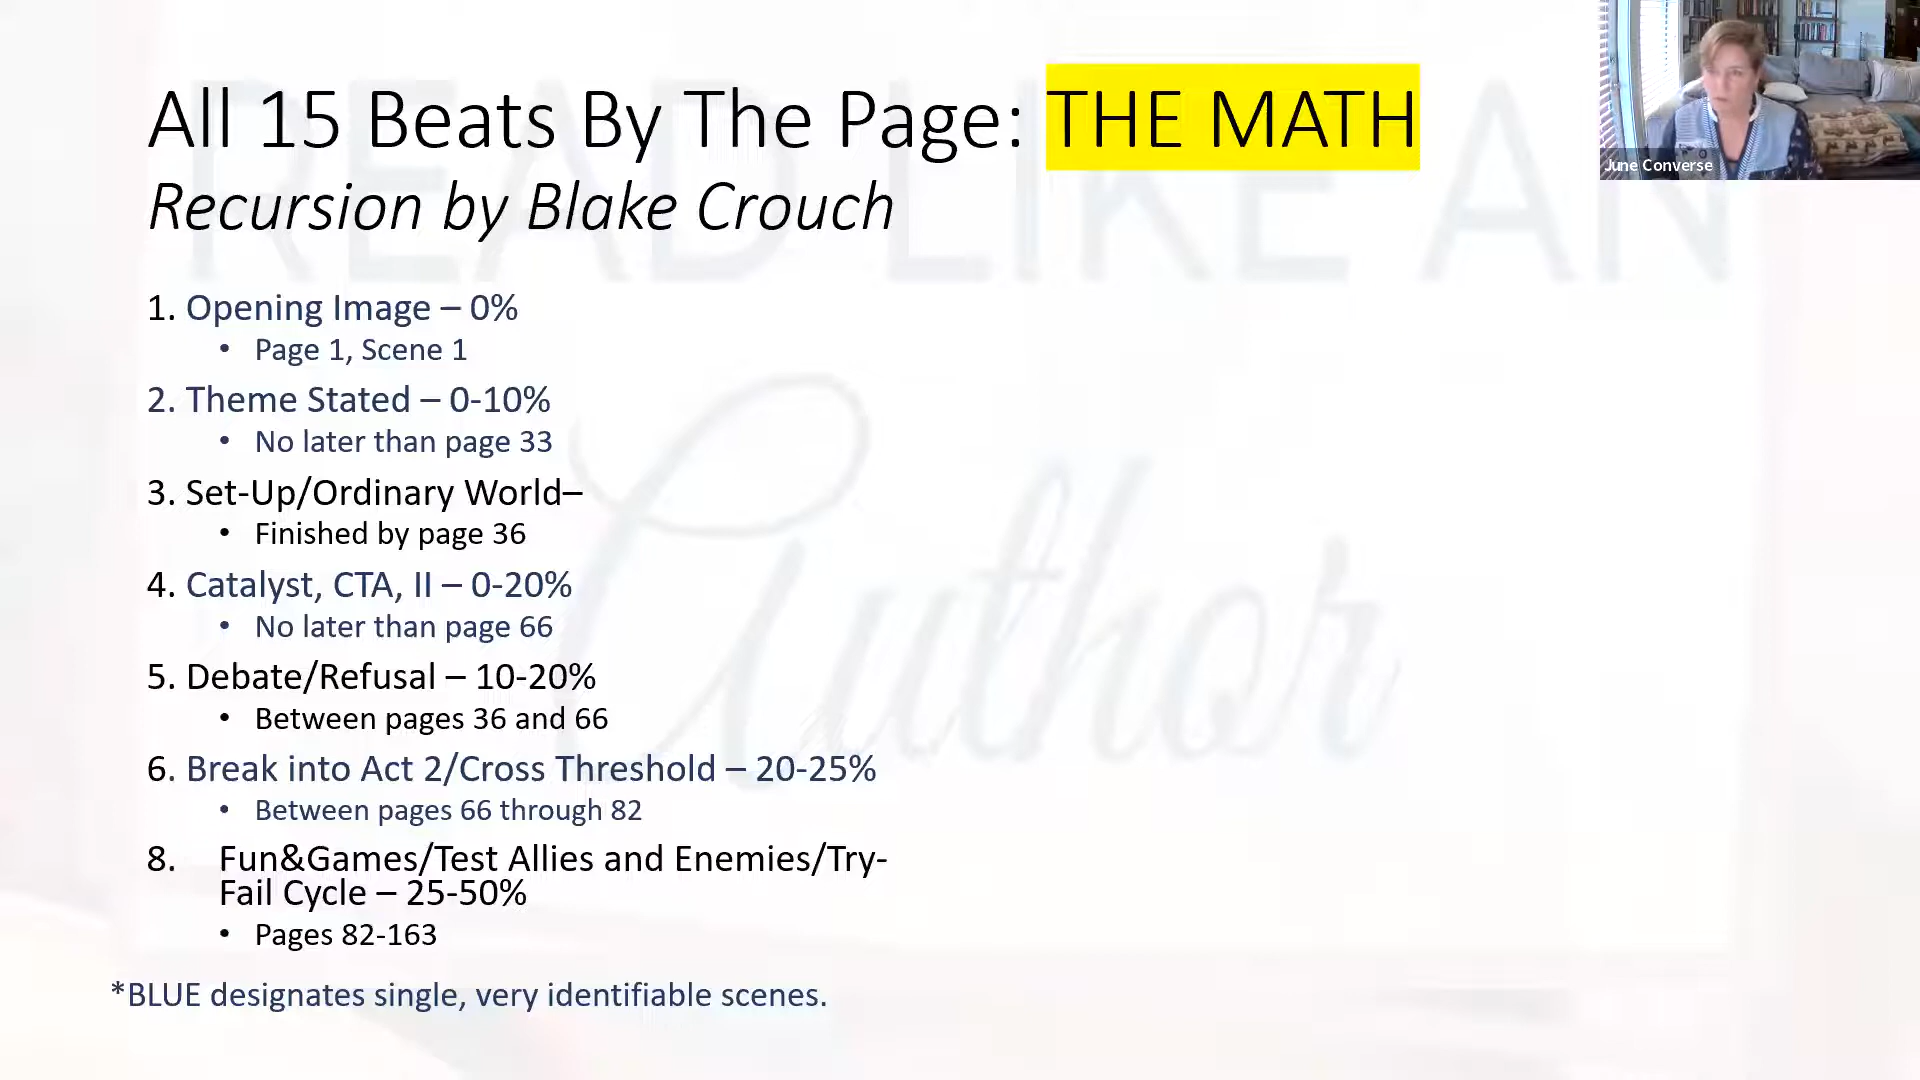 All 15 Beats By The Page: THE MATH
Recursion by Blake Crouch
June Converse
READ LIKE AN
Author
1. Opening Image – 0%
• Page 1, Scene 1
2. Theme Stated – 0-10%
• No later than page 33
3. Set-Up/Ordinary World–
• Finished by page 36
4. Catalyst, CTA, II – 0-20%
• No later than page 66
5. Debate/Refusal – 10-20%
• Between pages 36 and 66
6. Break into Act 2/Cross Threshold – 20-25%
• Between pages 66 through 82
8. Fun&Games/Test Allies and Enemies/Try-
Fail Cycle – 25-50%
• Pages 82-163
*BLUE designates single, very identifiable scenes.